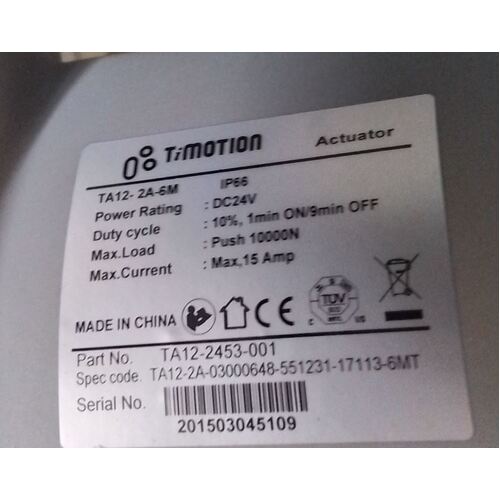 TiMOTION Actuator
TA12- 2A-6M IP66
Power Rating : DC24V
Duty cycle : 10%, 1min ON/9min OFF
Max.Load : Push 10000N
Max.Current : Max,15 Amp
MADE IN CHINA CE C TÜV US
Part No. TA12-2453-001
Spec code. TA12-2A-03000648-551231-17113-6MT
Serial No.
201503045109